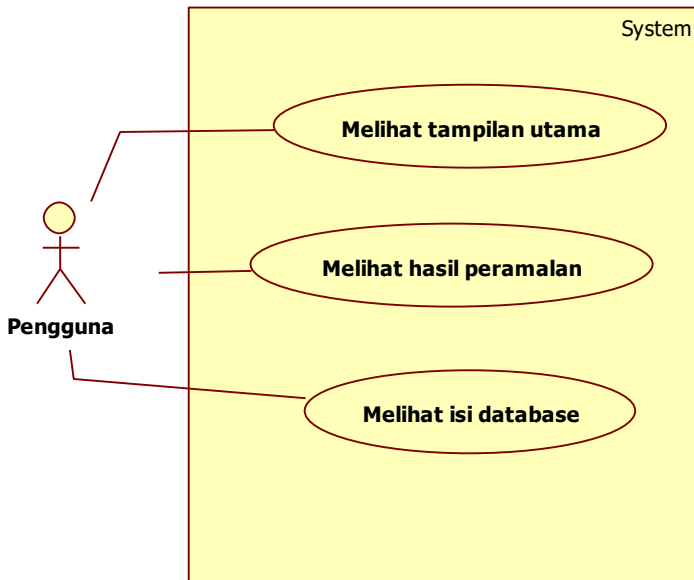 System
Melihat tampilan utama
Melihat hasil peramalan
Pengguna
Melihat isi database